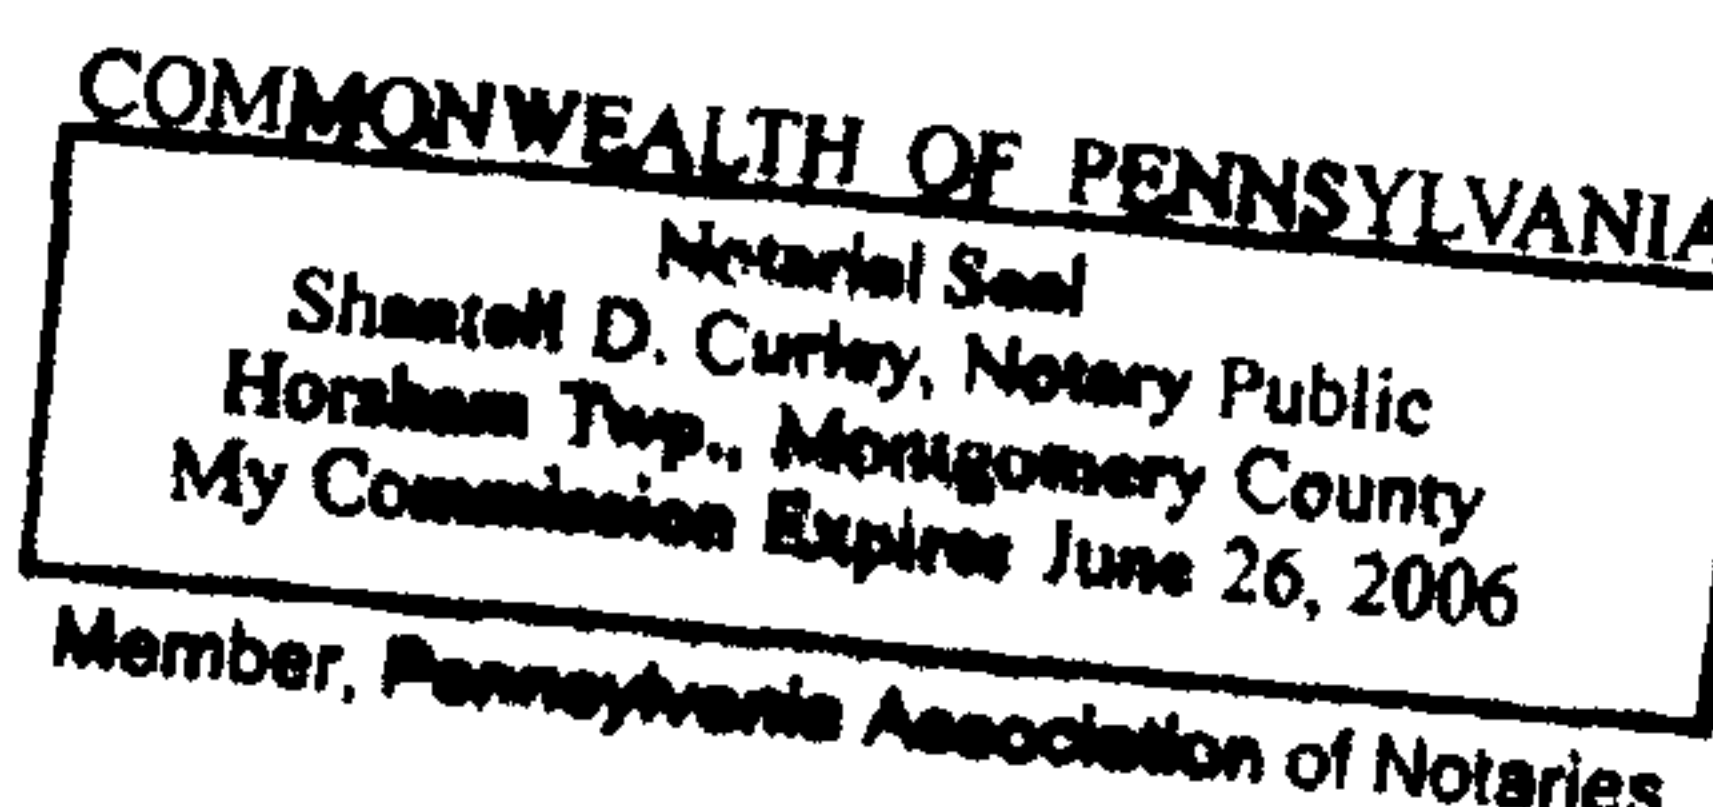 COMMONWEALTH OF PENNSYLVANIA
Notarial Seal
Shantell D. Curley, Notary Public
Horsham Twp., Montgomery County
My Commission Expires June 26, 2006
Member, Pennsylvania Association of Notaries